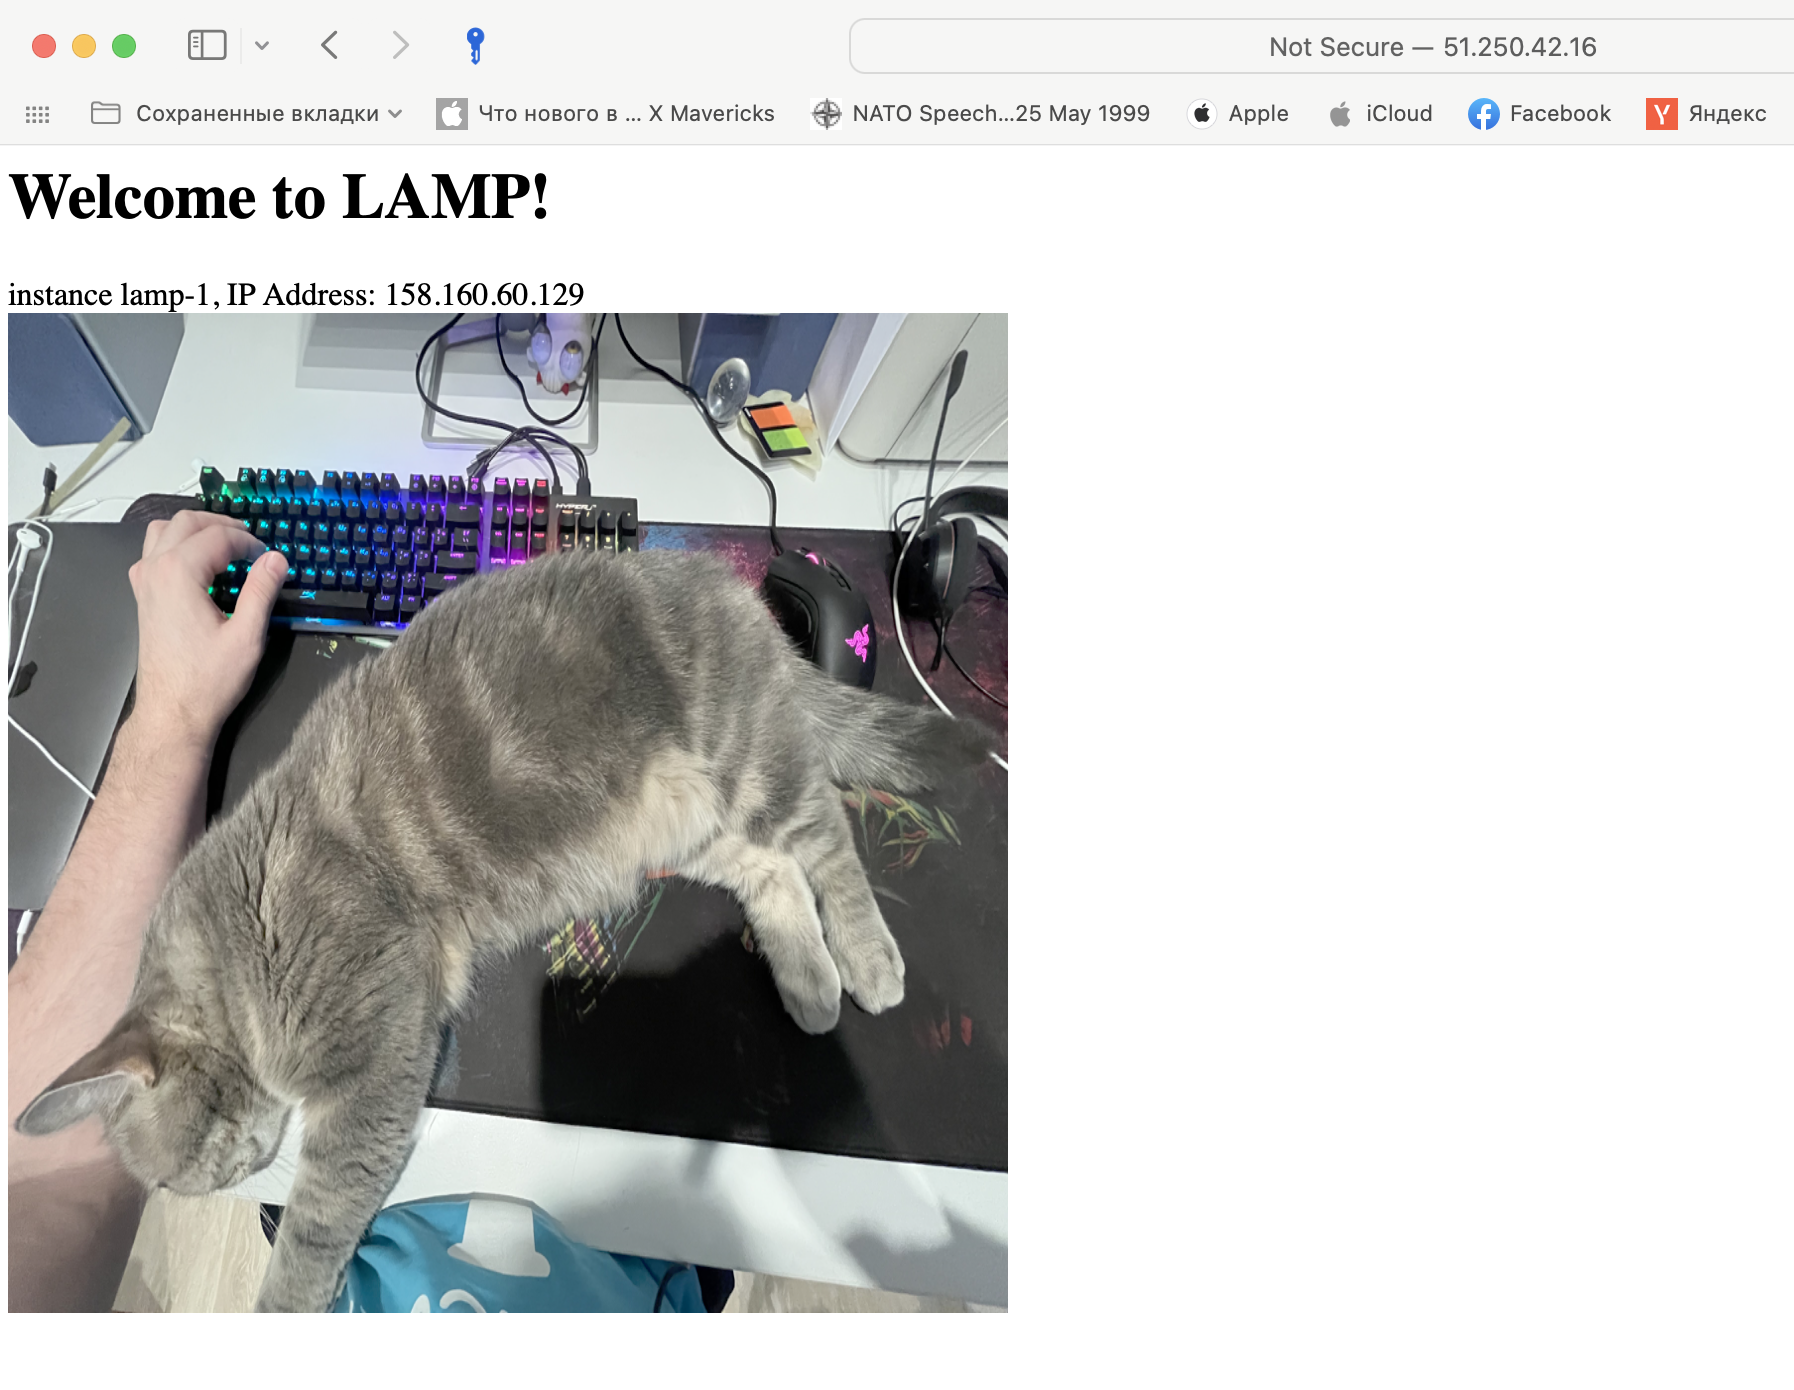 Not Secure — 51.250.42.16
Сохраненные вкладки
Что нового в ... X Mavericks
NATO Speech...25 May 1999
Apple
iCloud
Facebook
Яндекс
Welcome to LAMP!
instance lamp-1, IP Address: 158.160.60.129
HYPERX